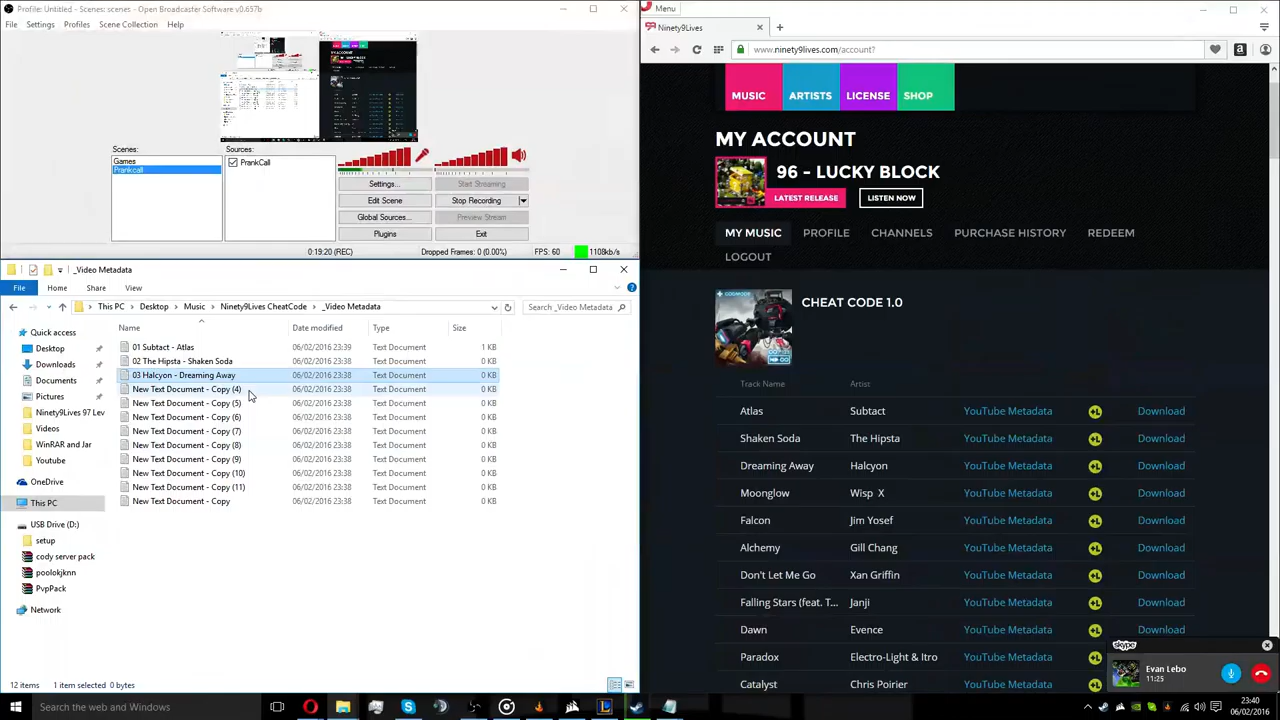 Profile: Untitled - Scenes: scenes - Open Broadcaster Software v0.657b
File Settings Profiles Scene Collection Help
Scenes:
Games
Prankcall
Sources:
PrankCall
Settings...
Start Streaming
Edit Scene
Stop Recording
Global Sources...
Preview Stream
Plugins
Exit
0:19:20 (REC)
Dropped Frames: 0 (0.00%)
FPS: 60
1108kb/s
_Video Metadata
File Home Share View
This PC Desktop Music Ninety9Lives CheatCode _Video Metadata
Search _Video Metadata
Quick access
Desktop
Downloads
Documents
Pictures
Ninety9Lives 97 Lev
Videos
WinRAR and Jar
Youtube
OneDrive
This PC
USB Drive (D:)
setup
cody server pack
poolokjknn
PvpPack
Network
Name Date modified Type Size
01 Subtact - Atlas 06/02/2016 23:39 Text Document 1 KB
02 The Hipsta - Shaken Soda 06/02/2016 23:38 Text Document 0 KB
03 Halcyon - Dreaming Away 06/02/2016 23:38 Text Document 0 KB
New Text Document - Copy (4) 06/02/2016 23:38 Text Document 0 KB
New Text Document - Copy (5) 06/02/2016 23:38 Text Document 0 KB
New Text Document - Copy (6) 06/02/2016 23:38 Text Document 0 KB
New Text Document - Copy (7) 06/02/2016 23:38 Text Document 0 KB
New Text Document - Copy (8) 06/02/2016 23:38 Text Document 0 KB
New Text Document - Copy (9) 06/02/2016 23:38 Text Document 0 KB
New Text Document - Copy (10) 06/02/2016 23:38 Text Document 0 KB
New Text Document - Copy (11) 06/02/2016 23:38 Text Document 0 KB
New Text Document - Copy 06/02/2016 23:38 Text Document 0 KB
12 items 1 item selected 0 bytes
Menu
Ninety9Lives
www.ninety9lives.com/account?
MUSIC ARTISTS LICENSE SHOP
MY ACCOUNT
96 - LUCKY BLOCK
LATEST RELEASE LISTEN NOW
MY MUSIC PROFILE CHANNELS PURCHASE HISTORY REDEEM
LOGOUT
CHEAT CODE 1.0
Track Name Artist
Atlas Subtact YouTube Metadata Download
Shaken Soda The Hipsta YouTube Metadata Download
Dreaming Away Halcyon YouTube Metadata Download
Moonglow Wisp X YouTube Metadata Download
Falcon Jim Yosef YouTube Metadata Download
Alchemy Gill Chang YouTube Metadata Download
Don't Let Me Go Xan Griffin YouTube Metadata Download
Falling Stars (feat. T... Janji YouTube Metadata Download
Dawn Evence YouTube Metadata Download
Paradox Electro-Light & Itro YouTube Metadata
Catalyst Chris Poirier YouTube Metadata
skype
Evan Lebo
11:25
Search the web and Windows
23:40
06/02/2016